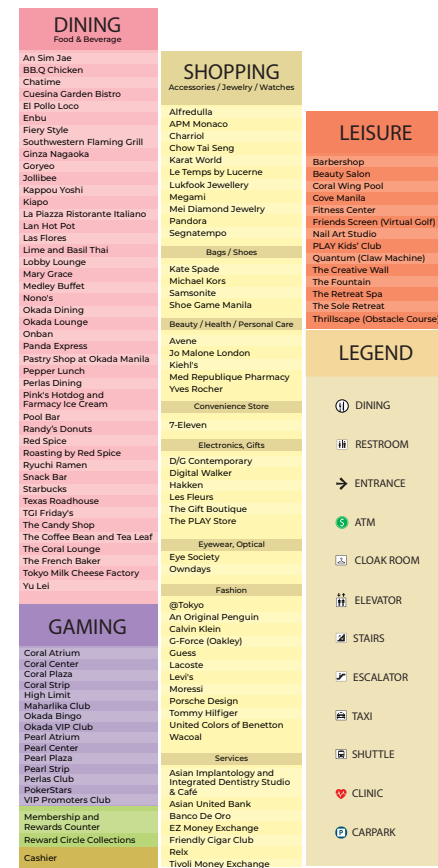 DINING
Food & Beverage
An Sim Jae
BB.Q Chicken
Chatime
Cuesina Garden Bistro
El Pollo Loco
Enbu
Fiery Style
Southwestern Flaming Grill
Ginza Nagaoka
Goryeo
Jollibee
Kappou Yoshi
Kiapo
La Piazza Ristorante Italiano
Lan Hot Pot
Las Flores
Lime and Basil Thai
Lobby Lounge
Mary Grace
Medley Buffet
Nono's
Okada Dining
Okada Lounge
Onban
Panda Express
Pastry Shop at Okada Manila
Pepper Lunch
Perlas Dining
Pink's Hotdog and
Farmacy Ice Cream
Pool Bar
Randy's Donuts
Red Spice
Roasting by Red Spice
Ryuchi Ramen
Snack Bar
Starbucks
Texas Roadhouse
TGI Friday's
The Candy Shop
The Coffee Bean and Tea Leaf
The Coral Lounge
The French Baker
Tokyo Milk Cheese Factory
Yu Lei
GAMING
Coral Atrium
Coral Center
Coral Plaza
Coral Strip
High Limit
Maharlika Club
Okada Bingo
Okada VIP Club
Pearl Atrium
Pearl Center
Pearl Plaza
Pearl Strip
Perlas Club
PokerStars
VIP Promoters Club
Membership and
Rewards Counter
Reward Circle Collections
Cashier
SHOPPING
Accessories / Jewelry / Watches
Alfredulla
APM Monaco
Charriol
Chow Tai Seng
Karat World
Le Temps by Lucerne
Lukfook Jewellery
Megami
Mei Diamond Jewelry
Pandora
Segnatempo
Bags / Shoes
Kate Spade
Michael Kors
Samsonite
Shoe Game Manila
Beauty / Health / Personal Care
Avene
Jo Malone London
Kiehl's
Med Republique Pharmacy
Yves Rocher
Convenience Store
7-Eleven
Electronics, Gifts
D/G Contemporary
Digital Walker
Hakken
Les Fleurs
The Gift Boutique
The PLAY Store
Eyewear, Optical
Eye Society
Owndays
Fashion
@Tokyo
An Original Penguin
Calvin Klein
G-Force (Oakley)
Guess
Lacoste
Levi's
Moressi
Porsche Design
Tommy Hilfiger
United Colors of Benetton
Wacoal
Services
Asian Implantology and
Integrated Dentistry Studio
& Café
Asian United Bank
Banco De Oro
EZ Money Exchange
Friendly Cigar Club
Relx
Tivoli Money Exchange
LEISURE
Barbershop
Beauty Salon
Coral Wing Pool
Cove Manila
Fitness Center
Friends Screen (Virtual Golf)
Nail Art Studio
PLAY Kids' Club
Quantum (Claw Machine)
The Creative Wall
The Fountain
The Retreat Spa
The Sole Retreat
Thrillscape (Obstacle Course)
LEGEND
DINING
RESTROOM
ENTRANCE
$ ATM
CLOAK ROOM
ELEVATOR
STAIRS
ESCALATOR
TAXI
SHUTTLE
CLINIC
P CARPARK